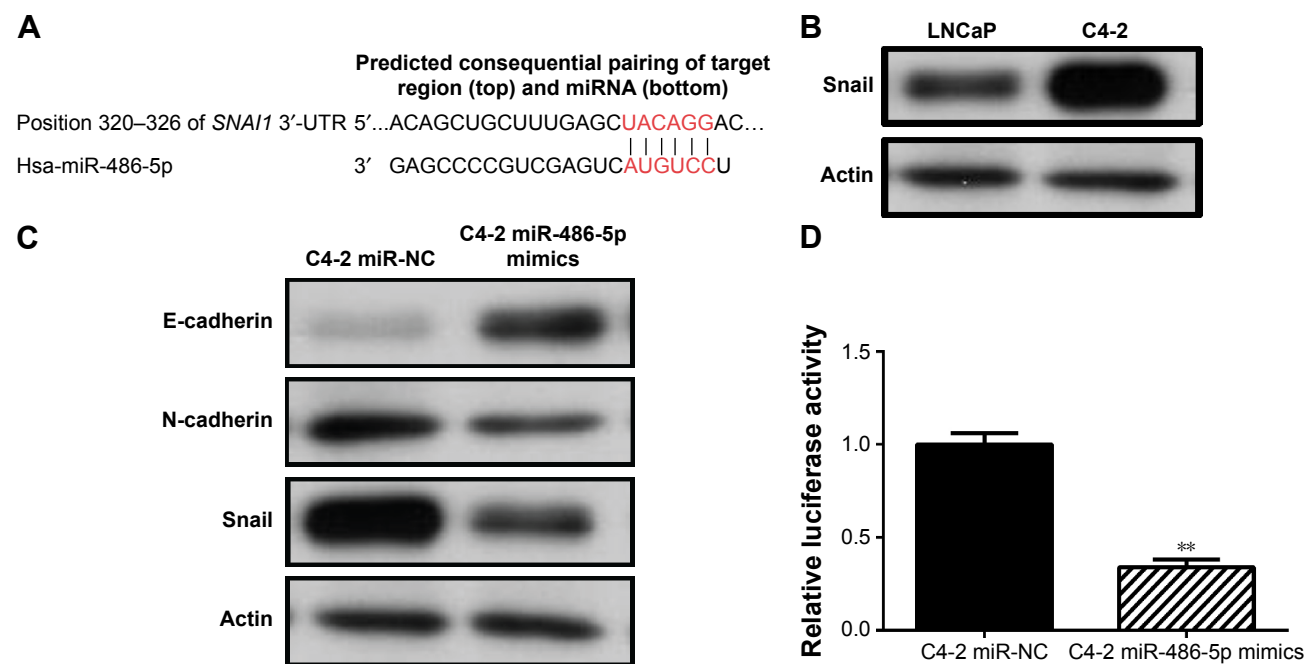 A
Predicted consequential pairing of target
region (top) and miRNA (bottom)
Position 320–326 of SNAI1 3′-UTR 5′...ACAGCUGCUUUGAGCUACAGGAC…
Hsa-miR-486-5p 3′ GAGCCCCGUCGAGUCAUGUCCU
B
LNCaP C4-2
Snail
Actin
C
C4-2 miR-NC
C4-2 miR-486-5p
mimics
E-cadherin
N-cadherin
Snail
Actin
D
Relative luciferase activity
1.5
1.0
0.5
0.0
**
C4-2 miR-NC C4-2 miR-486-5p mimics